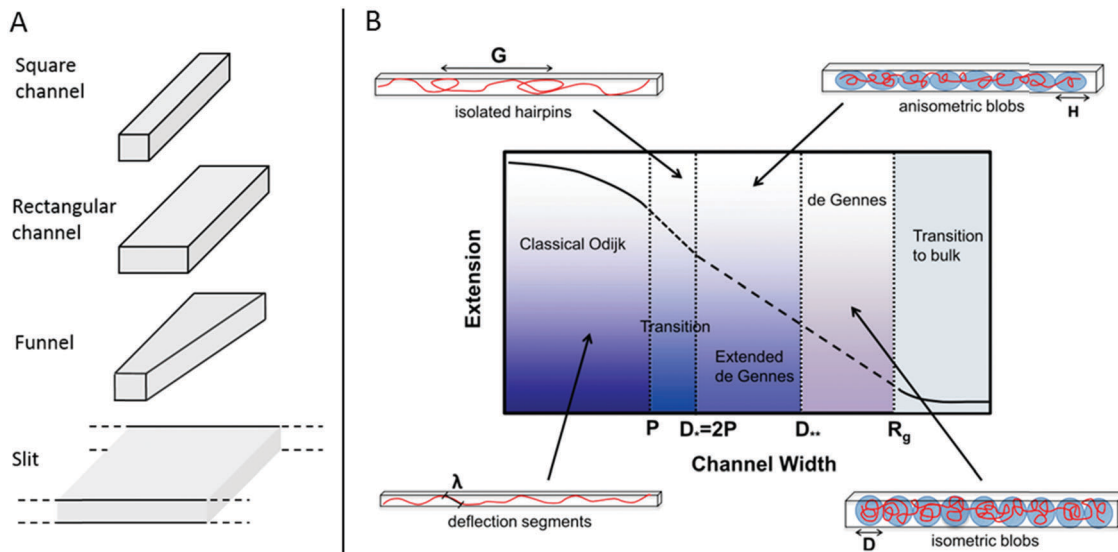 A
Square
channel
Rectangular
channel
Funnel
Slit
B
G
isolated hairpins
anisometric blobs
H
Extension
Classical Odijk
Transition
Extended
de Gennes
de Gennes
Transition
to bulk
P
D*=2P
D**
Rg
Channel Width
λ
deflection segments
D
isometric blobs